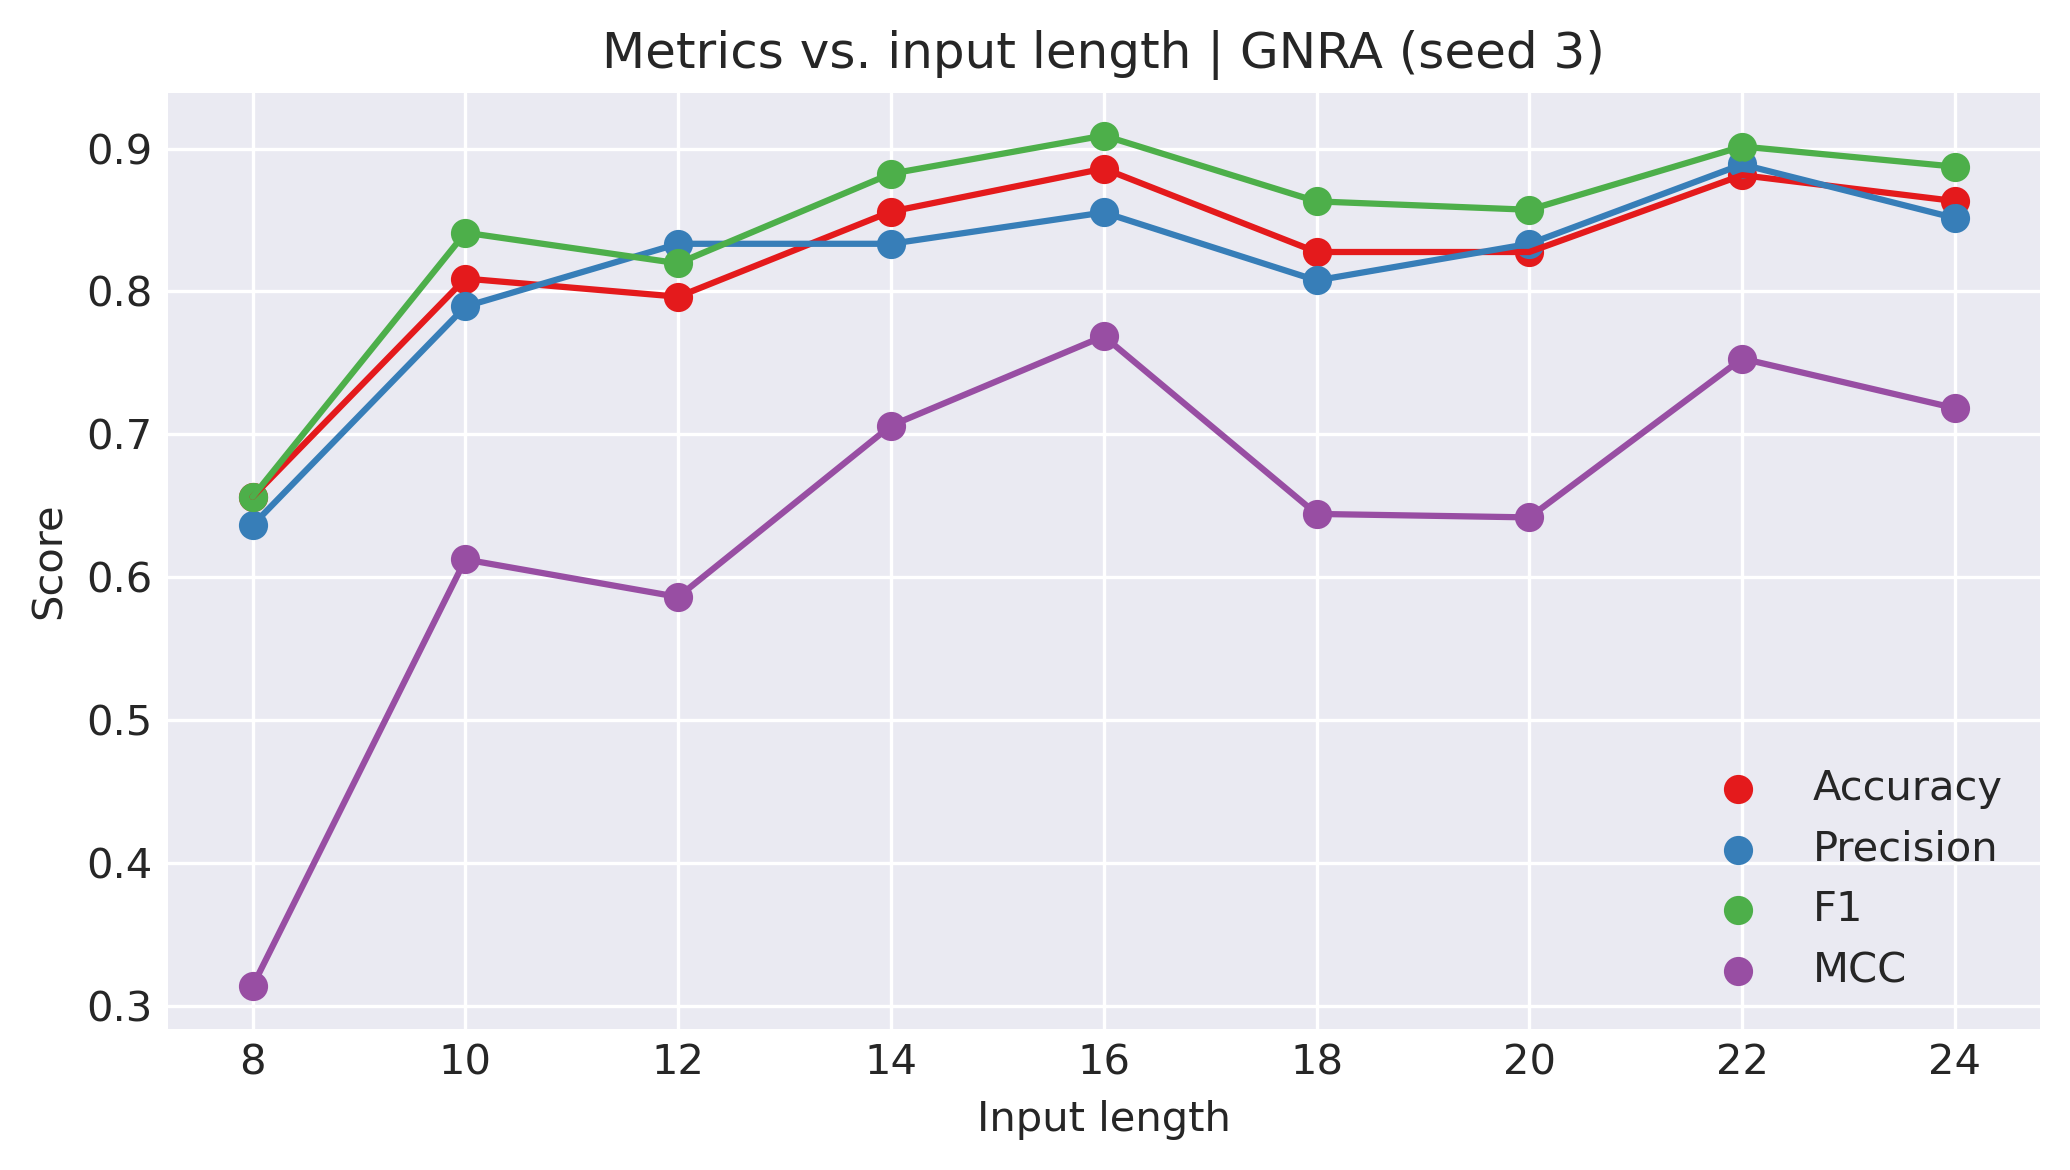 Metrics vs. input length | GNRA (seed 3)
0.9
0.8
0.7
0.6
0.5
0.4
0.3
Score
8 10 12 14 16 18 20 22 24
Input length
Accuracy
Precision
F1
MCC